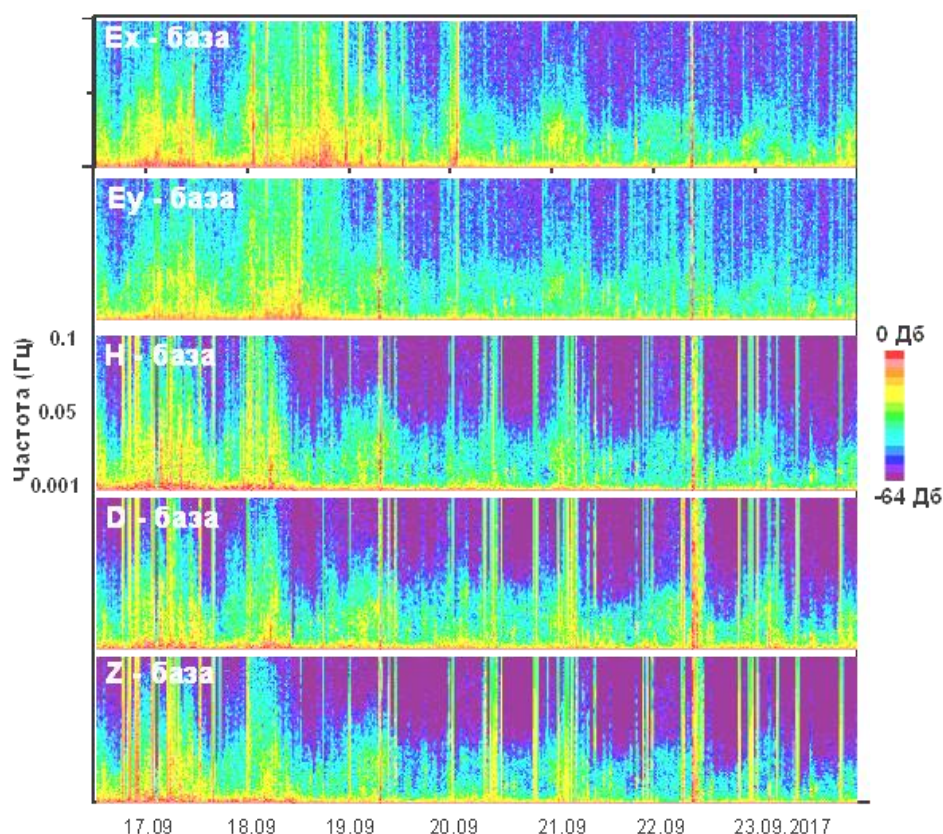 Ex - база
Ey - база
Частота (Гц)
0.1
0.05
0.001
H - база
D - база
Z - база
0 Дб
-64 Дб
17.09
18.09
19.09
20.09
21.09
22.09
23.09.2017